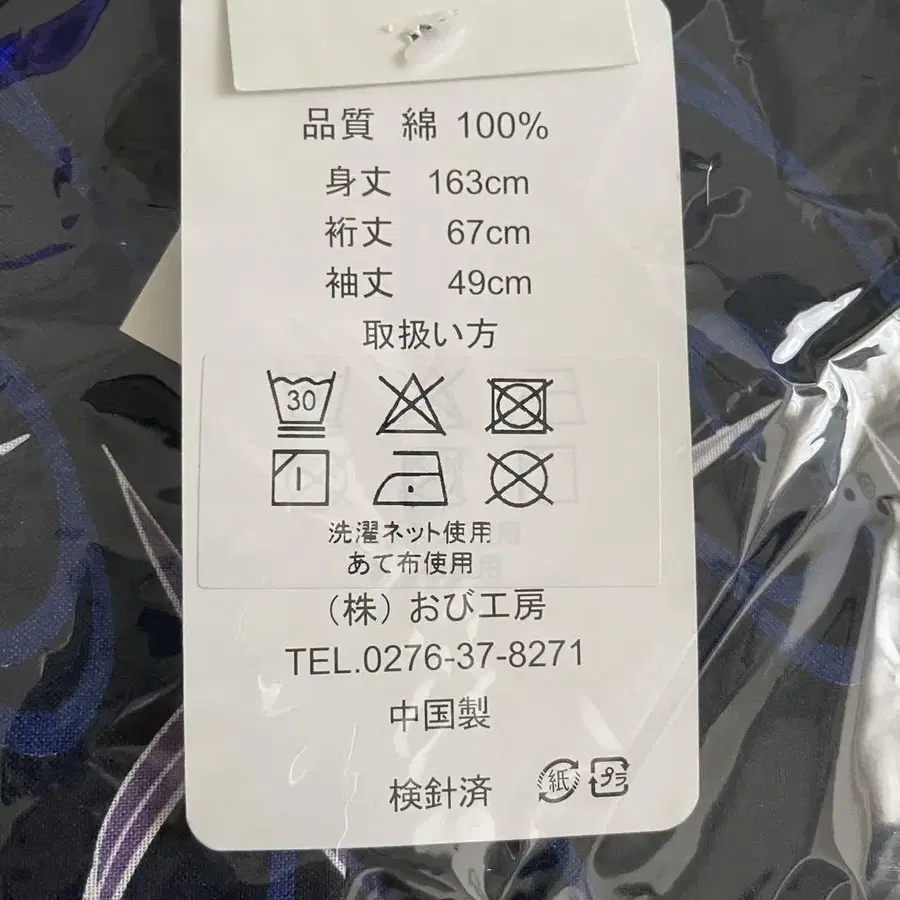 品質 綿 100%
身丈 163cm
裄丈 67cm
袖丈 49cm
取扱い方
30
洗濯ネット使用
あて布使用
(株) おび工房
TEL.0276-37-8271
中国製
検針済 紙 プラ